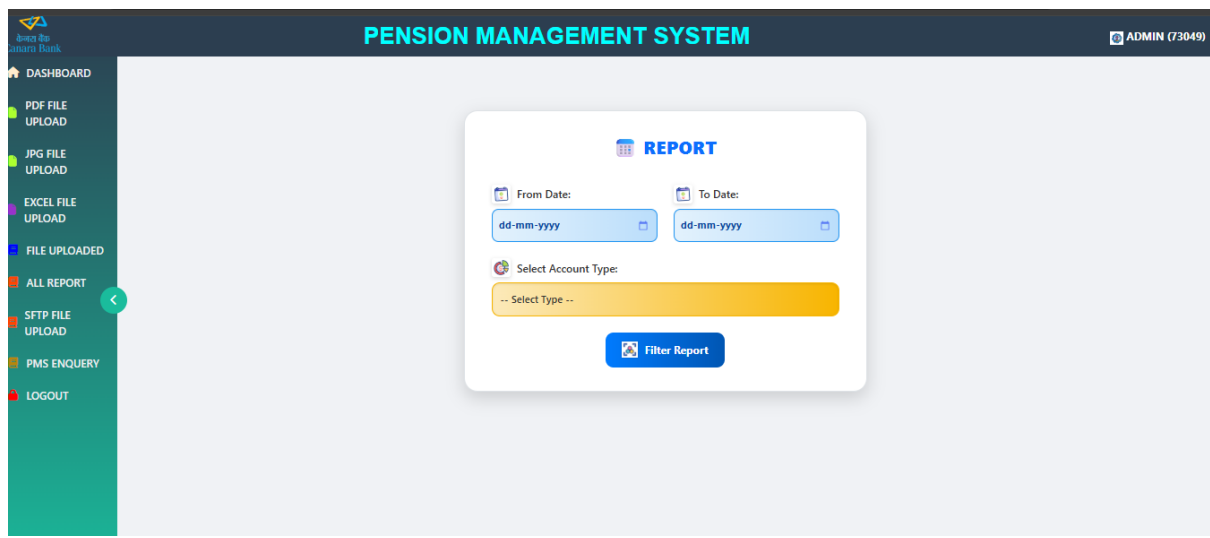 केनरा बैंक
Canara Bank
PENSION MANAGEMENT SYSTEM
ADMIN (73049)
DASHBOARD
PDF FILE
UPLOAD
JPG FILE
UPLOAD
EXCEL FILE
UPLOAD
FILE UPLOADED
ALL REPORT
SFTP FILE
UPLOAD
PMS ENQUERY
LOGOUT
REPORT
From Date:
To Date:
dd-mm-yyyy
dd-mm-yyyy
Select Account Type:
-- Select Type --
Filter Report